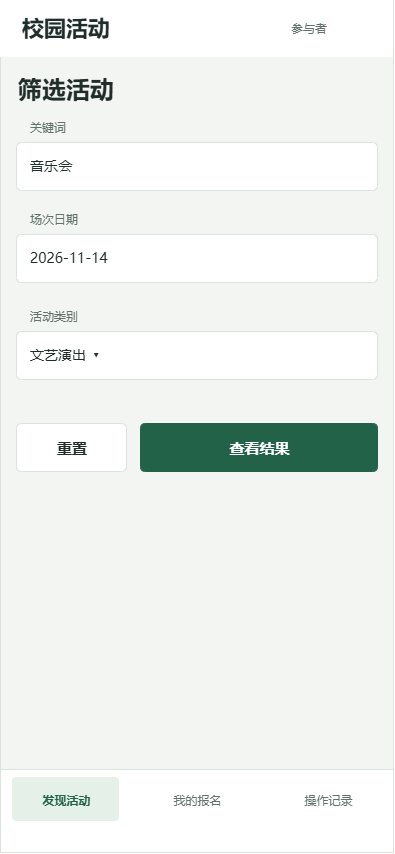 校园活动
参与者
筛选活动
关键词
音乐会
场次日期
2026-11-14
活动类别
文艺演出 ▾
重置
查看结果
发现活动
我的报名
操作记录